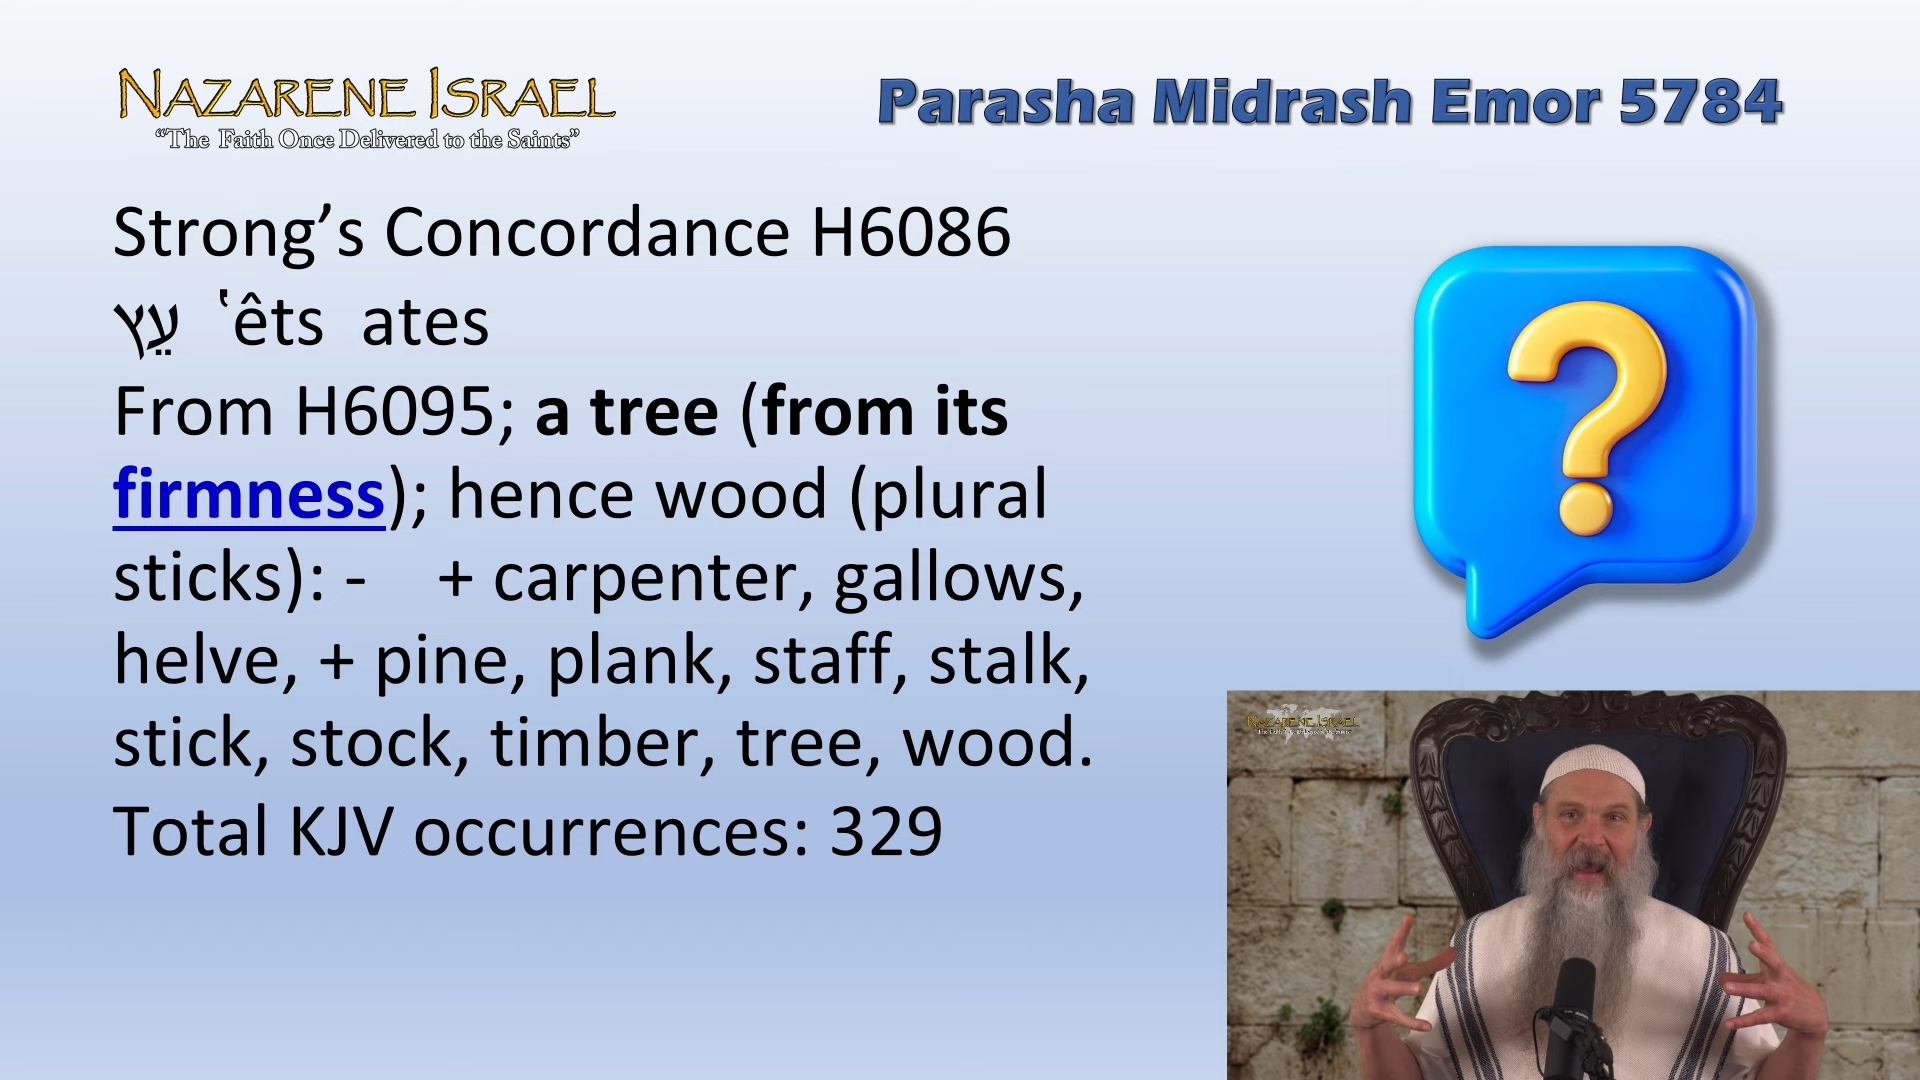 NAZARENE ISRAEL
“The Faith Once Delivered to the Saints”
Parasha Midrash Emor 5784
Strong’s Concordance H6086
עֵץ ‛êts ates
From H6095; a tree (from its
firmness); hence wood (plural
sticks): - + carpenter, gallows,
helve, + pine, plank, staff, stalk,
stick, stock, timber, tree, wood.
Total KJV occurrences: 329
NAZARENE ISRAEL